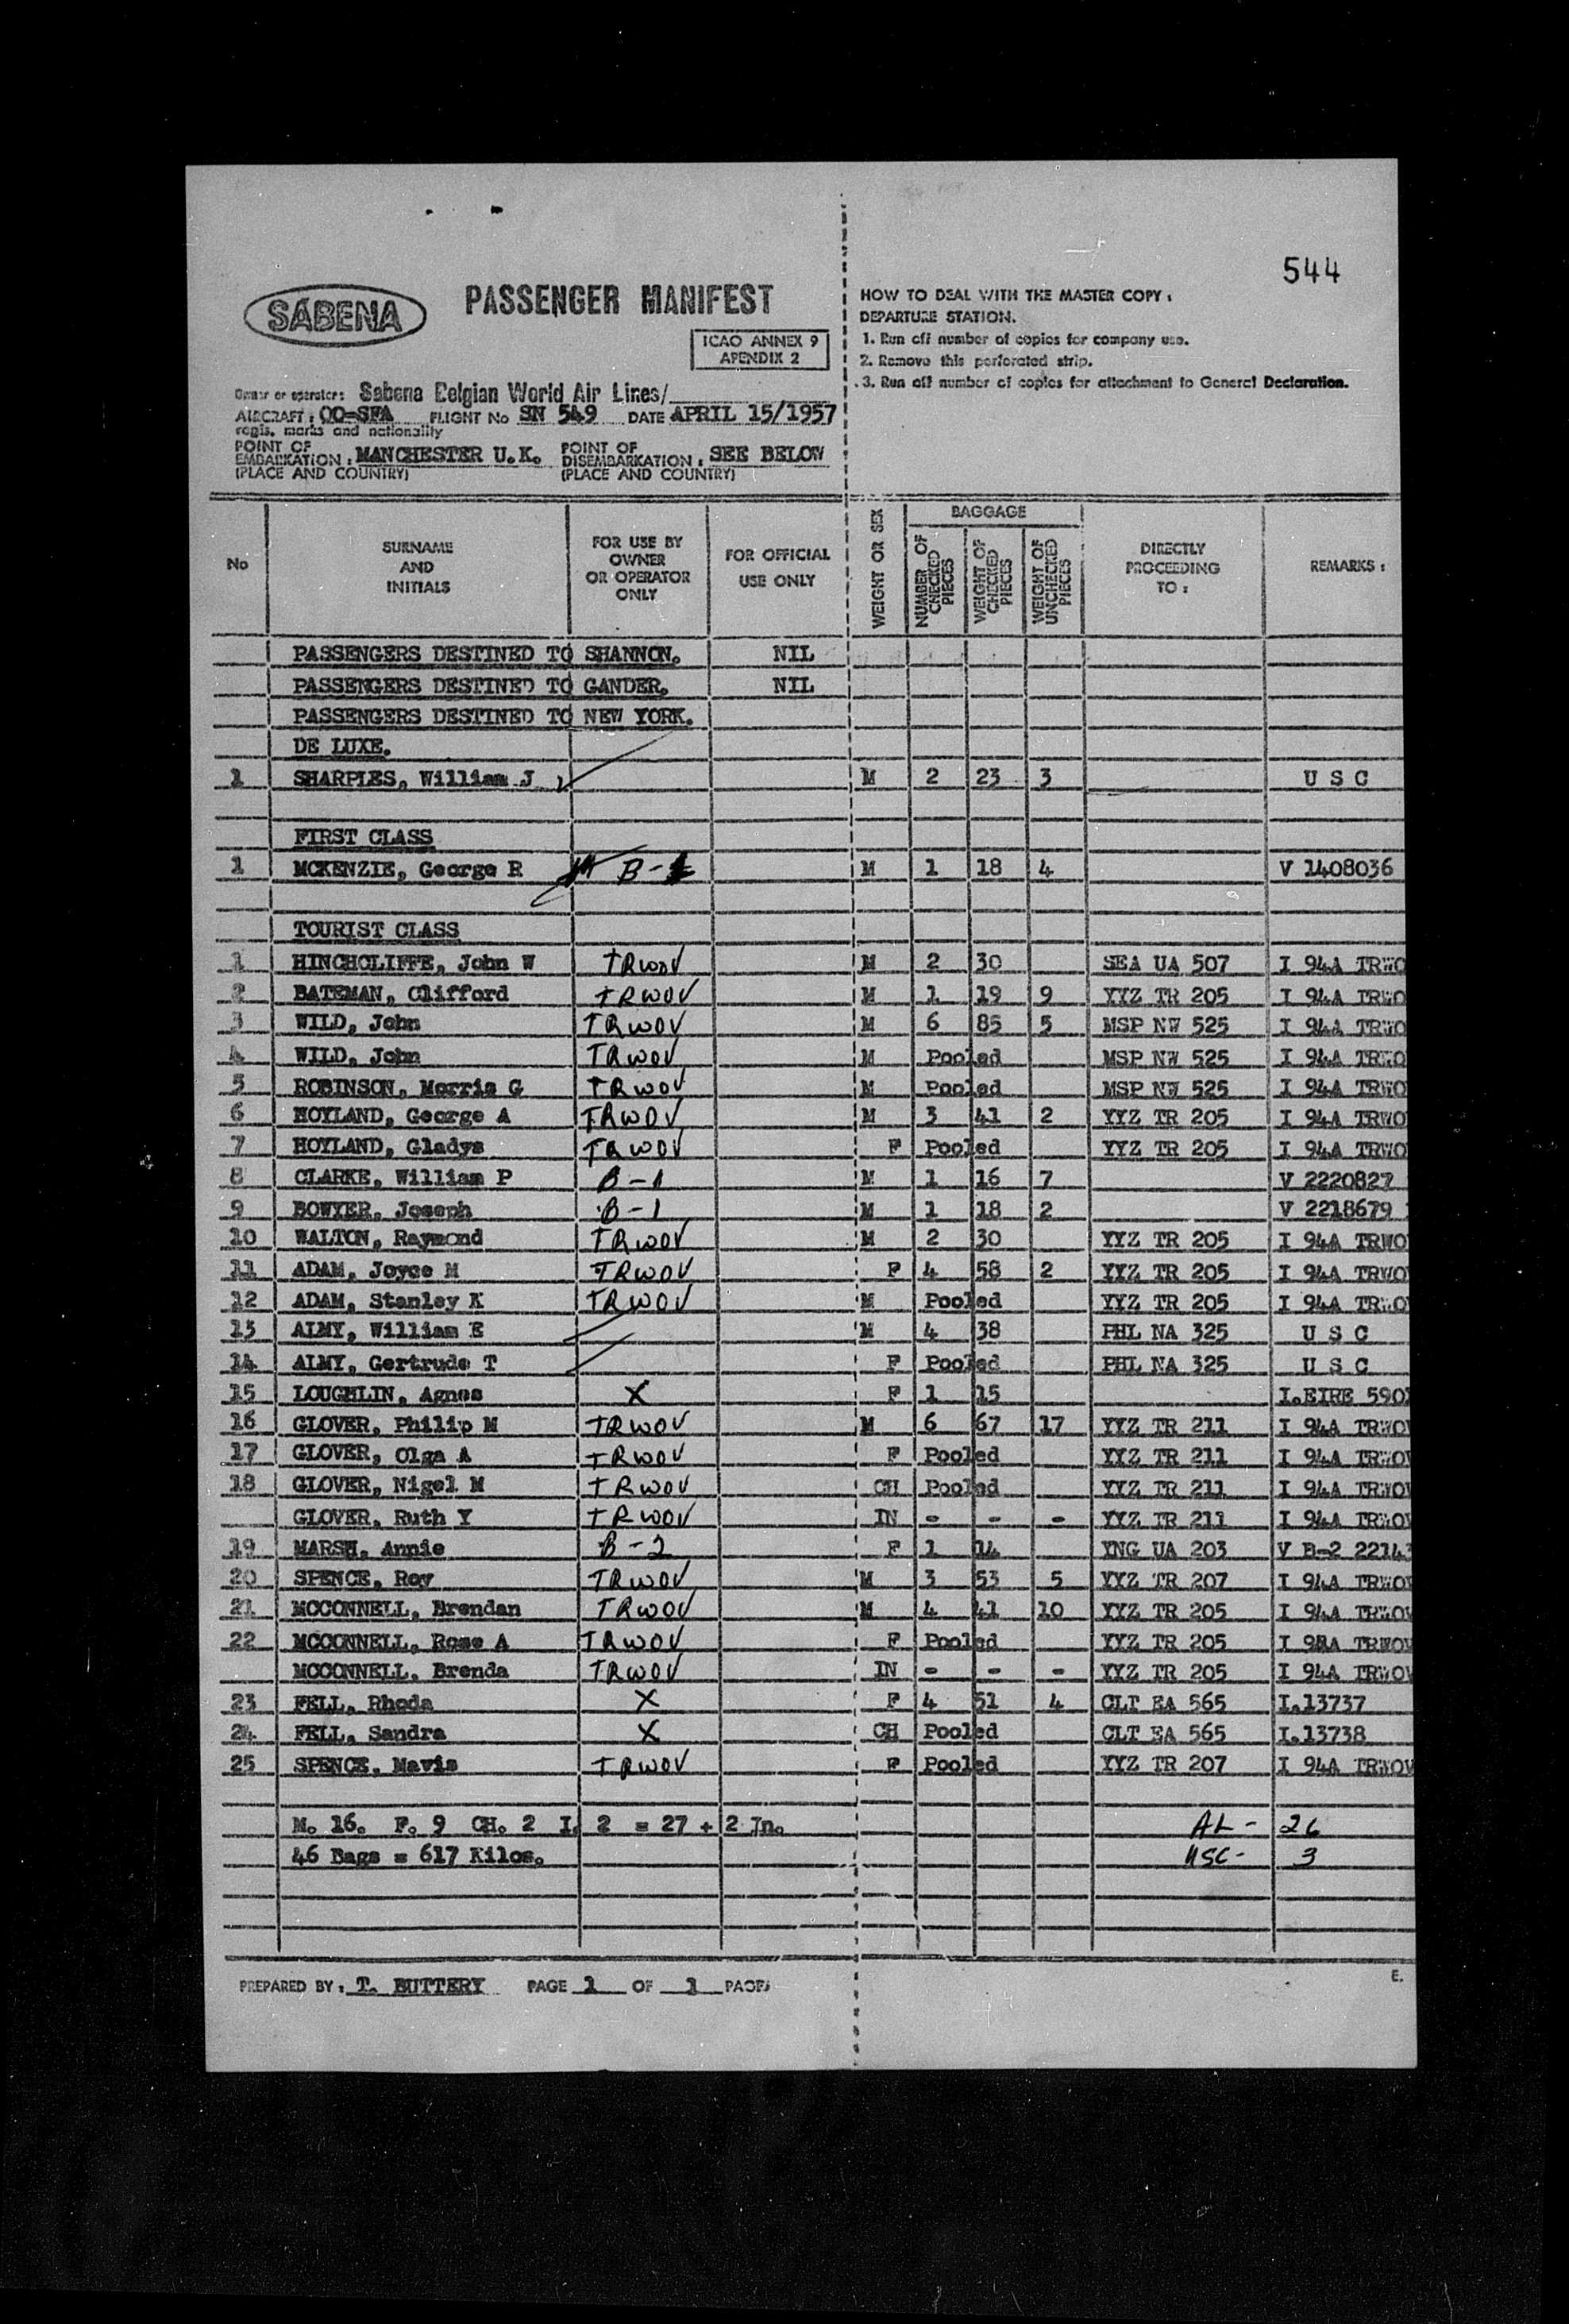 544
SABENA
PASSENGER MANIFEST
ICAO ANNEX 9
APENDIX 2
HOW TO DEAL WITH THE MASTER COPY :
DEPARTURE STATION.
1. Run off number of copies for company use.
2. Remove this perforated strip.
3. Run off number of copies for attachment to General Declaration.
Owner or operator: Sabena Belgian World Air Lines/
AIRCRAFT : OO=SFA FLIGHT No SN 549 DATE APRIL 15/1957
regis. marks and nationality
POINT OF EMBARKATION : MANCHESTER U.K. POINT OF DISEMBARKATION : SEE BELOW
(PLACE AND COUNTRY) (PLACE AND COUNTRY)
No SURNAME AND INITIALS FOR USE BY OWNER OR OPERATOR ONLY FOR OFFICIAL USE ONLY WEIGHT OR SEX BAGGAGE NUMBER OF CHECKED PIECES WEIGHT OF CHECKED PIECES WEIGHT OF UNCHECKED PIECES DIRECTLY PROCEEDING TO : REMARKS :
PASSENGERS DESTINED TO SHANNON. NIL
PASSENGERS DESTINED TO GANDER. NIL
PASSENGERS DESTINED TO NEW YORK.
DE LUXE.
1 SHARPLES, William J M 2 23 3 U S C
FIRST CLASS
1 MCKENZIE, George R B-1 M 1 18 4 V 1408036
TOURIST CLASS
1 HINCHCLIFFE, John W TRWOV M 2 30 SEA UA 507 I 94A TRWO
2 BATEMAN, Clifford TRWOV M 1 19 9 YYZ TR 205 I 94A TRWO
3 WILD, John TRWOV M 6 85 5 MSP NW 525 I 94A TRWO
4 WILD, John TRWOV M Pooled MSP NW 525 I 94A TRWO
5 ROBINSON, Morris G TRWOV M Pooled MSP NW 525 I 94A TRWO
6 HOYLAND, George A TRWOV M 3 41 2 YYZ TR 205 I 94A TRWO
7 HOYLAND, Gladys TRWOV F Pooled YYZ TR 205 I 94A TRWO
8 CLARKE, William P B-1 M 1 16 7 V 2220827
9 BOWYER, Joseph B-1 M 1 18 2 V 2218679
10 WALTON, Raymond TRWOV M 2 30 YYZ TR 205 I 94A TRWO
11 ADAM, Joyce M TRWOV F 4 58 2 YYZ TR 205 I 94A TRWO
12 ADAM, Stanley K TRWOV M Pooled YYZ TR 205 I 94A TRWO
13 ALMY, William E M 4 38 PHL NA 325 U S C
14 ALMY, Gertrude T F Pooled PHL NA 325 U S C
15 LOUGHLIN, Agnes X F 1 15 I.EIRE 590
16 GLOVER, Philip M TRWOV M 6 67 17 YYZ TR 211 I 94A TRWOV
17 GLOVER, Olga A TRWOV F Pooled YYZ TR 211 I 94A TRWOV
18 GLOVER, Nigel M TRWOV CH Pooled YYZ TR 211 I 94A TRWOV
GLOVER, Ruth Y TRWOV IN - - - YYZ TR 211 I 94A TRWOV
19 MARSH, Annie B-2 F 1 14 YNG UA 203 V B-2 2214
20 SPENCE, Roy TRWOV M 3 53 5 YYZ TR 207 I 94A TRWOV
21 MCCONNELL, Brendan TRWOV M 4 41 10 YYZ TR 205 I 94A TRWOV
22 MCCONNELL, Rose A TRWOV F Pooled YYZ TR 205 I 94A TRWOV
MCCONNELL, Brenda TRWOV IN - - - YYZ TR 205 I 94A TRWOV
23 FELL, Rhoda X F 4 51 4 CLT EA 565 I.13737
24 FELL, Sandra X CH Pooled CLT EA 565 I.13738
25 SPENCE, Mavis TRWOV F Pooled YYZ TR 207 I 94A TRWOV
M. 16. F. 9 CH. 2 I. 2 = 27 + 2 In. AL - 26
46 Bags = 617 Kilos. USC - 3
PREPARED BY : T. BUTTERY PAGE 1 OF 1 PAGE
E.